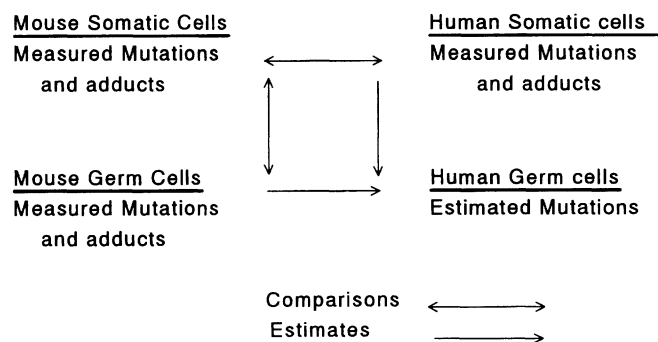 Mouse Somatic Cells
Measured Mutations
and adducts
Human Somatic cells
Measured Mutations
and adducts
Mouse Germ Cells
Measured Mutations
and adducts
Human Germ cells
Estimated Mutations
Comparisons
Estimates